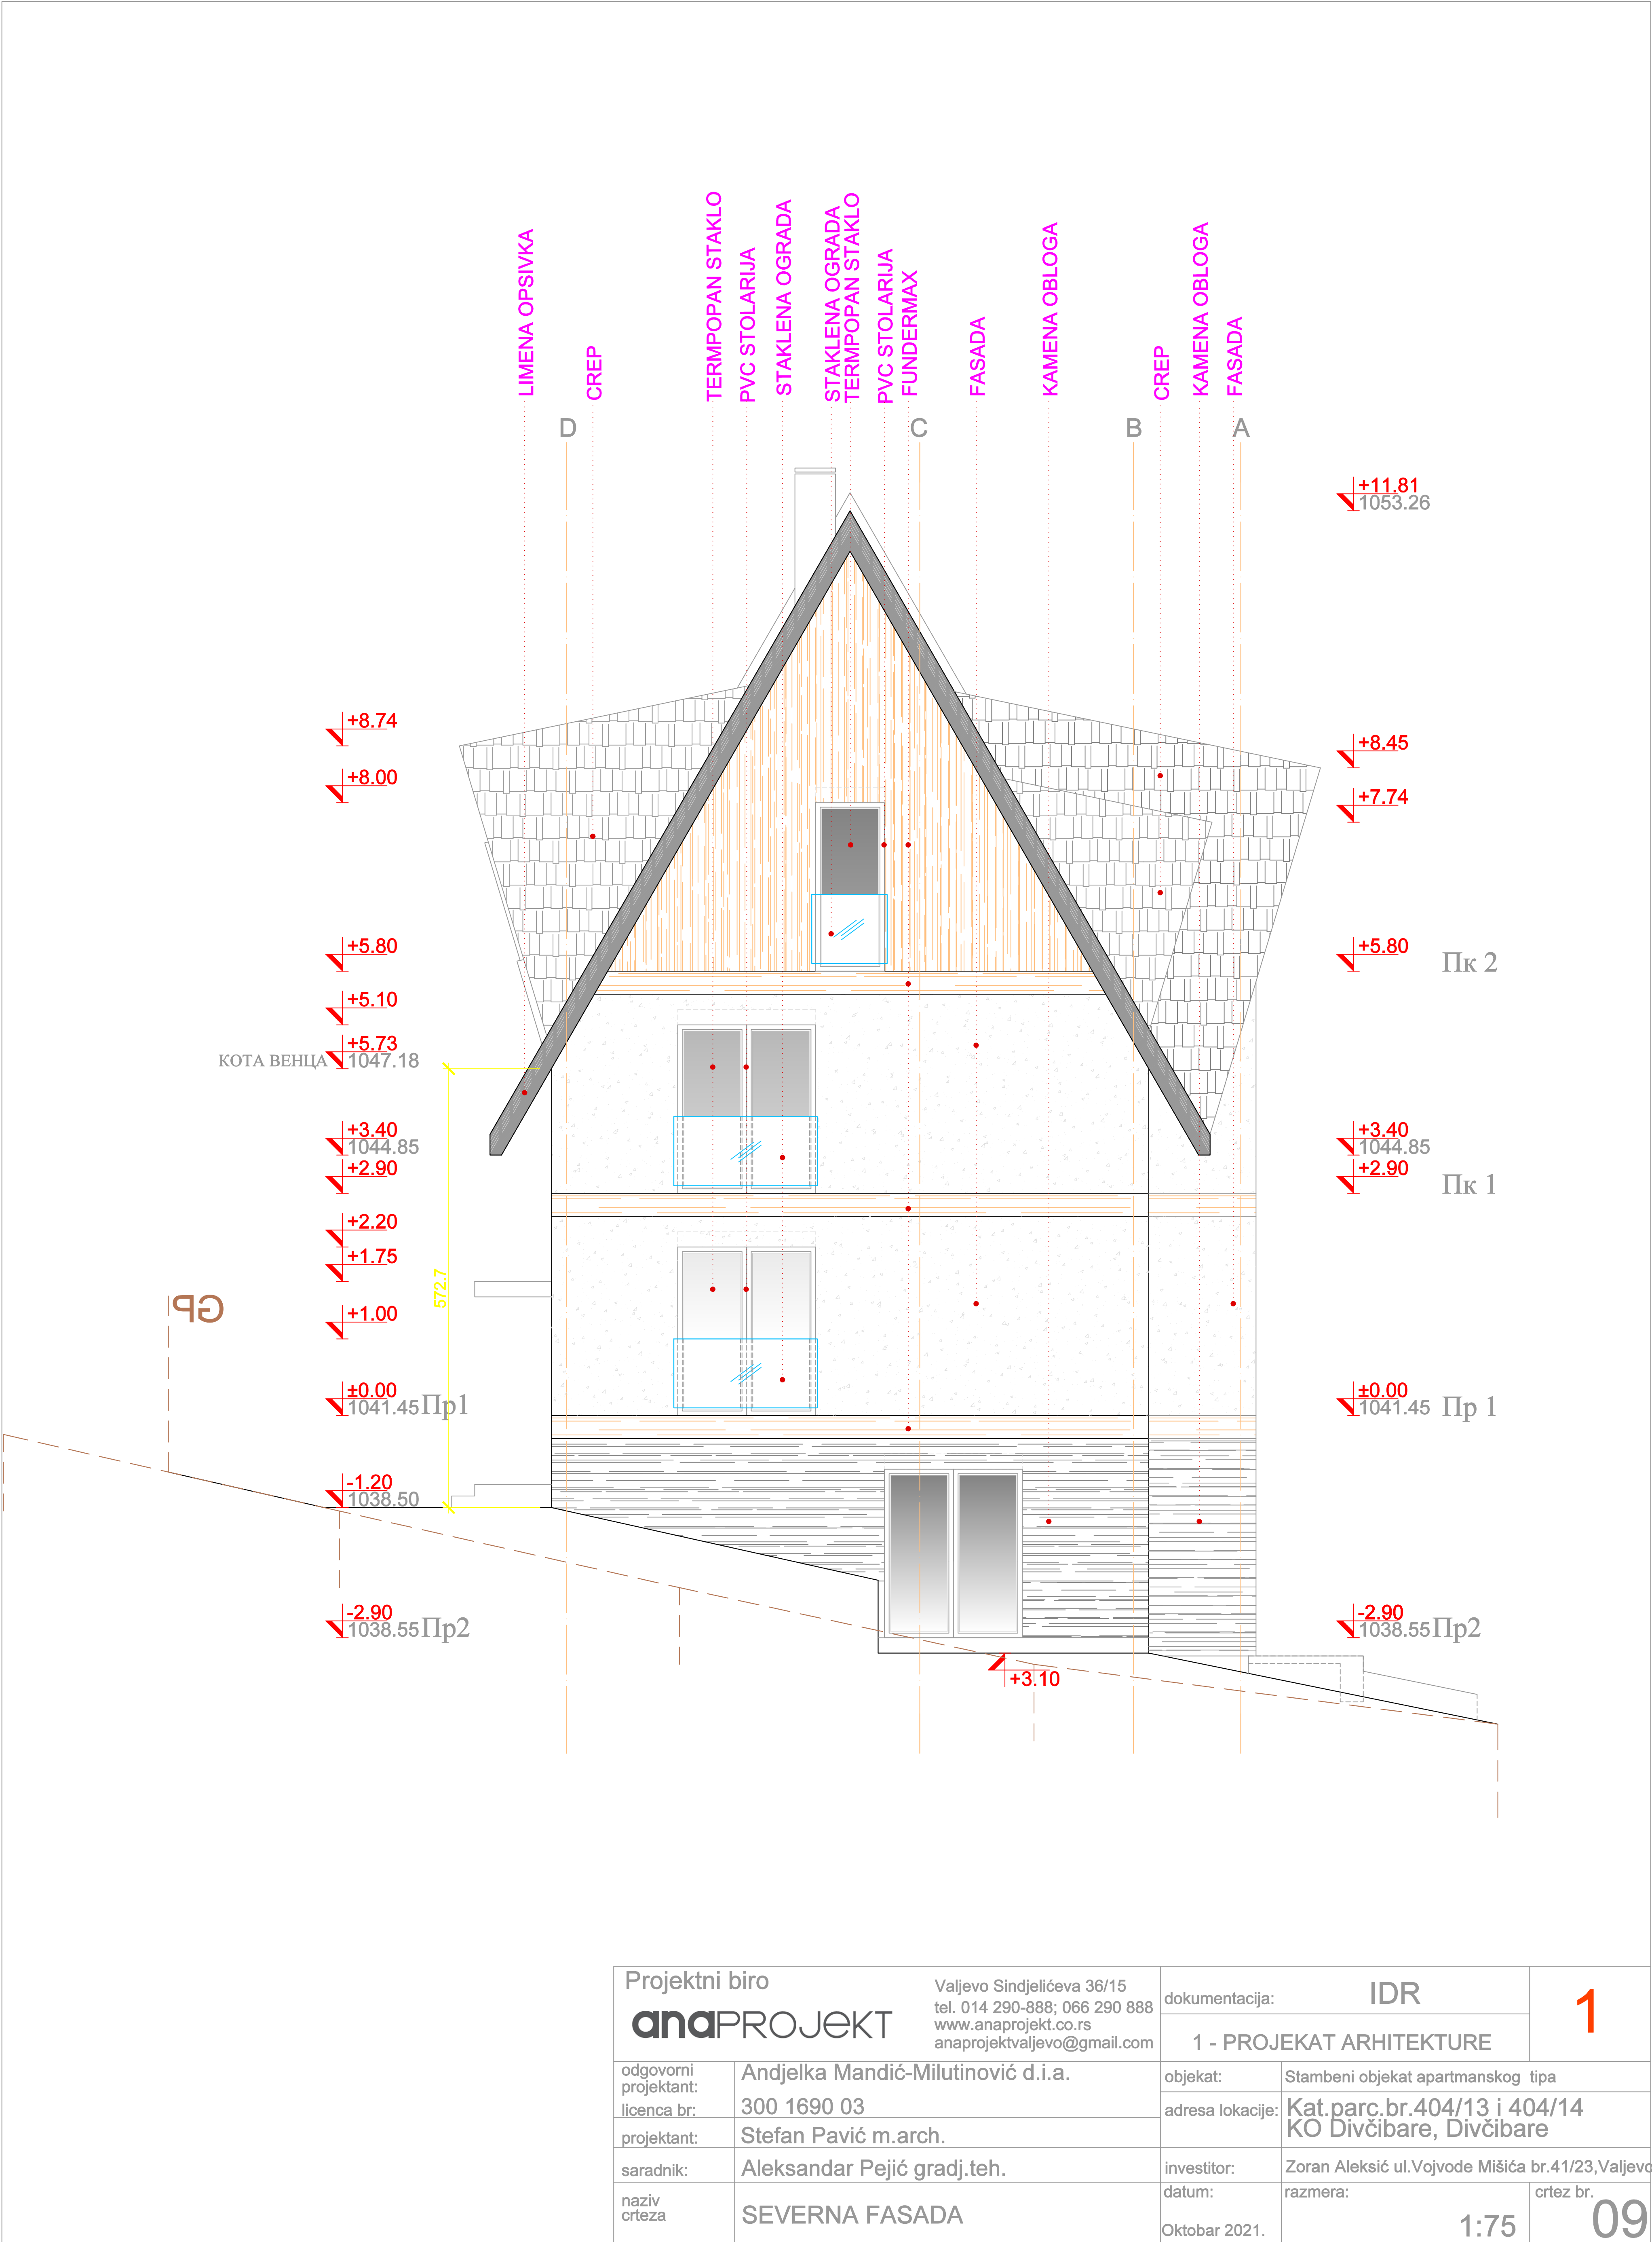 LIMENA OPSIVKA
CREP
TERMPOPAN STAKLO
PVC STOLARIJA
STAKLENA OGRADA
STAKLENA OGRADA
TERMPOPAN STAKLO
PVC STOLARIJA
FUNDERMAX
FASADA
KAMENA OBLOGA
CREP
KAMENA OBLOGA
FASADA
D
C
B
A
+11.81
1053.26
+8.74
+8.45
+8.00
+7.74
+5.80
+5.80
Пк 2
+5.10
КОТА ВЕНЦА
+5.73
1047.18
+3.40
1044.85
+3.40
1044.85
+2.90
+2.90
Пк 1
+2.20
+1.75
572.7
GP
+1.00
±0.00
1041.45 Пр1
±0.00
1041.45 Пр 1
-1.20
1038.50
-2.90
1038.55 Пр2
-2.90
1038.55 Пр2
+3.10
Projektni biro
anaPROJEKT
Valjevo Sindjelićeva 36/15
tel. 014 290-888; 066 290 888
www.anaprojekt.co.rs
anaprojektvaljevo@gmail.com
dokumentacija:
IDR
1
1 - PROJEKAT ARHITEKTURE
odgovorni
projektant:
Andjelka Mandić-Milutinović d.i.a.
licenca br:
300 1690 03
projektant:
Stefan Pavić m.arch.
saradnik:
Aleksandar Pejić gradj.teh.
naziv
crteza
SEVERNA FASADA
objekat:
Stambeni objekat apartmanskog tipa
adresa lokacije:
Kat.parc.br.404/13 i 404/14
KO Divčibare, Divčibare
investitor:
Zoran Aleksić ul.Vojvode Mišića br.41/23,Valjevo
datum:
Oktobar 2021.
razmera:
1:75
crtez br.
09